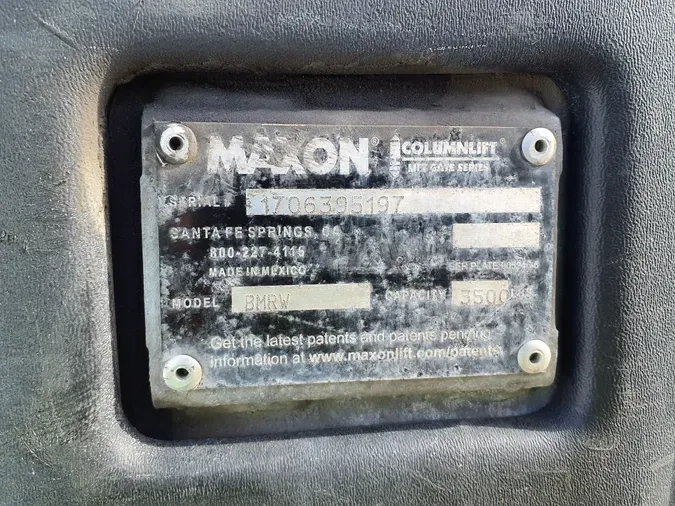 MAXON
COLUMNLIFT
SERIES
SERIAL # 1706395197
SANTA FE SPRINGS, CA
800-227-4116
MADE IN MEXICO
MODEL BMRW CAPACITY 3500
Get the latest patents and patents pending
information at www.maxonlift.com/patents